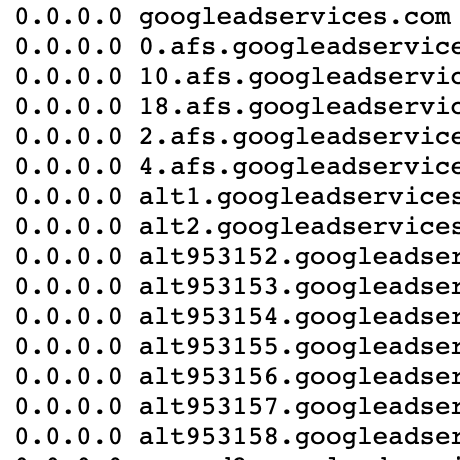 0.0.0.0 googleadservices.com
0.0.0.0 0.afs.googleadservice
0.0.0.0 10.afs.googleadservic
0.0.0.0 18.afs.googleadservic
0.0.0.0 2.afs.googleadservice
0.0.0.0 4.afs.googleadservice
0.0.0.0 alt1.googleadservices
0.0.0.0 alt2.googleadservices
0.0.0.0 alt953152.googleadser
0.0.0.0 alt953153.googleadser
0.0.0.0 alt953154.googleadser
0.0.0.0 alt953155.googleadser
0.0.0.0 alt953156.googleadser
0.0.0.0 alt953157.googleadser
0.0.0.0 alt953158.googleadser